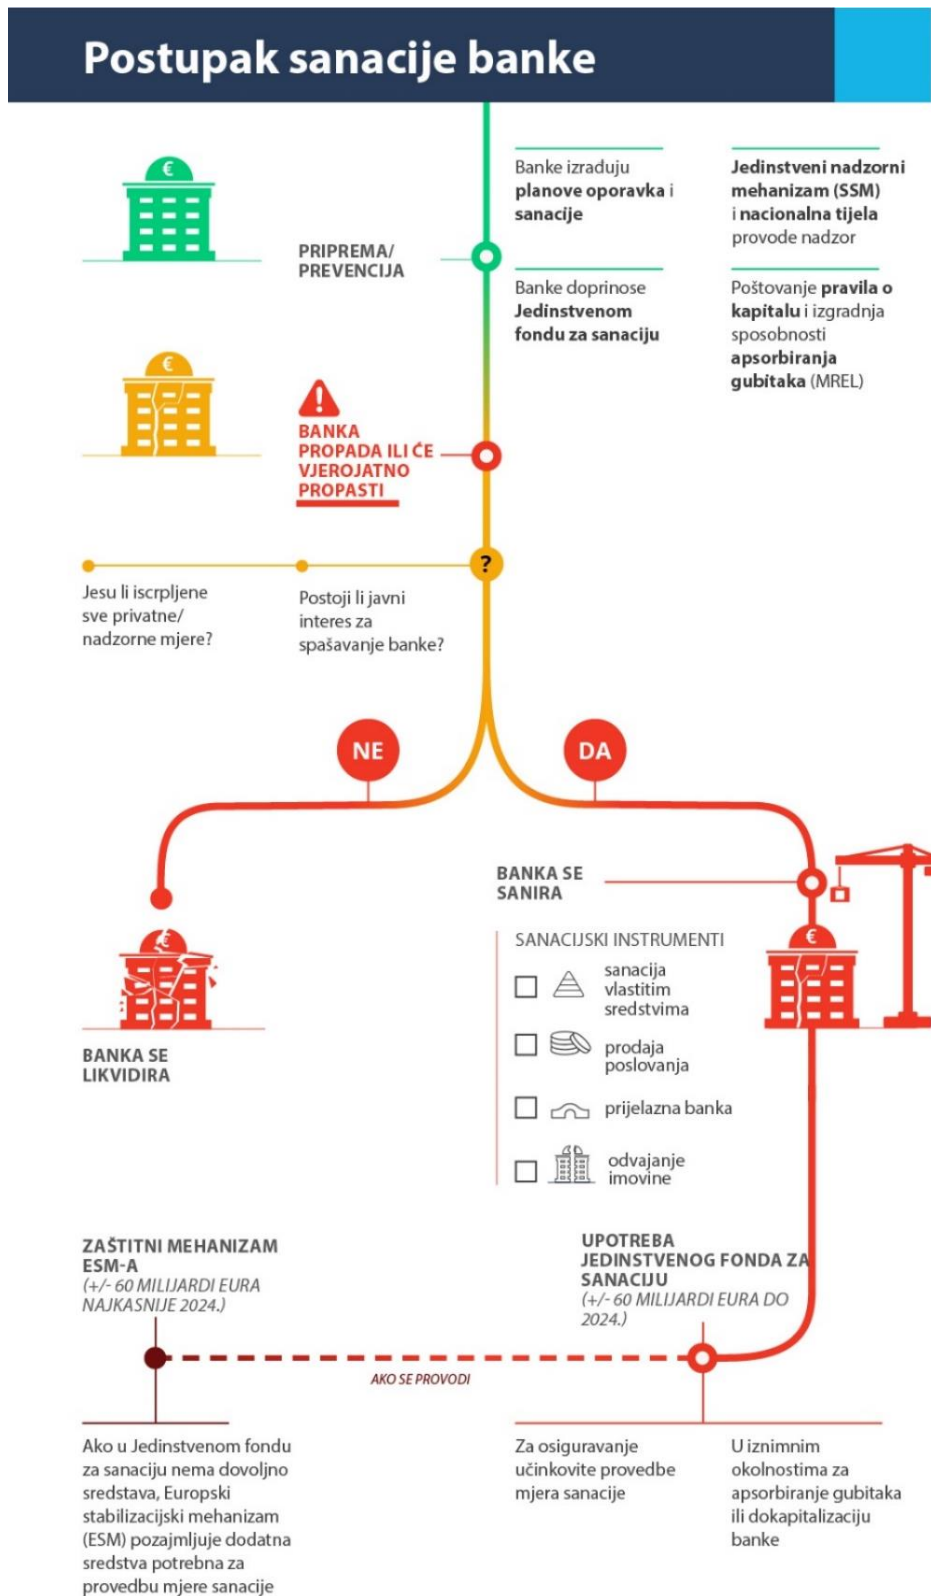 Postupak sanacije banke
€
PRIPREMA/
PREVENCIJA
Banke izrađuju
planove oporavka i
sanacije
Jedinstveni nadzorni
mehanizam (SSM)
i nacionalna tijela
provode nadzor
Banke doprinose
Jedinstvenom
fondu za sanaciju
Poštovanje pravila o
kapitalu i izgradnja
sposobnosti
apsorbiranja
gubitaka (MREL)
€
!
BANKA
PROPADA ILI ĆE
VJEROJATNO
PROPASTI
?
Jesu li iscrpljene
sve privatne/
nadzorne mjere?
Postoji li javni
interes za
spašavanje banke?
NE
DA
€
BANKA SE
LIKVIDIRA
BANKA SE
SANIRA
€
SANACIJSKI INSTRUMENTI
sanacija
vlastitim
sredstvima
prodaja
poslovanja
prijelazna banka
odvajanje
imovine
ZAŠTITNI MEHANIZAM
ESM-A
(+/- 60 MILIJARDI EURA
NAJKASNIJE 2024.)
UPOTREBA
JEDINSTVENOG FONDA ZA
SANACIJU
(+/- 60 MILIJARDI EURA DO
2024.)
AKO SE PROVODI
Ako u Jedinstvenom fondu
za sanaciju nema dovoljno
sredstava, Europski
stabilizacijski mehanizam
(ESM) pozajmljuje dodatna
sredstva potrebna za
provedbu mjere sanacije
Za osiguravanje
učinkovite provedbe
mjera sanacije
U iznimnim
okolnostima za
apsorbiranje gubitaka
ili dokapitalizaciju
banke